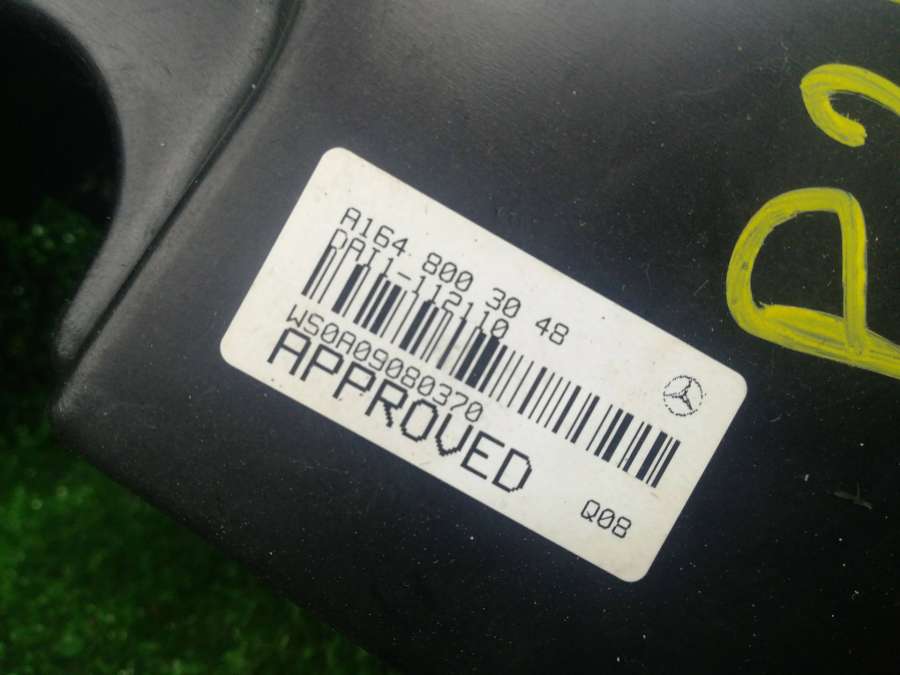 A164 800 30 48
DAI1-112110
WS0A09080370
APPROVED
Q08